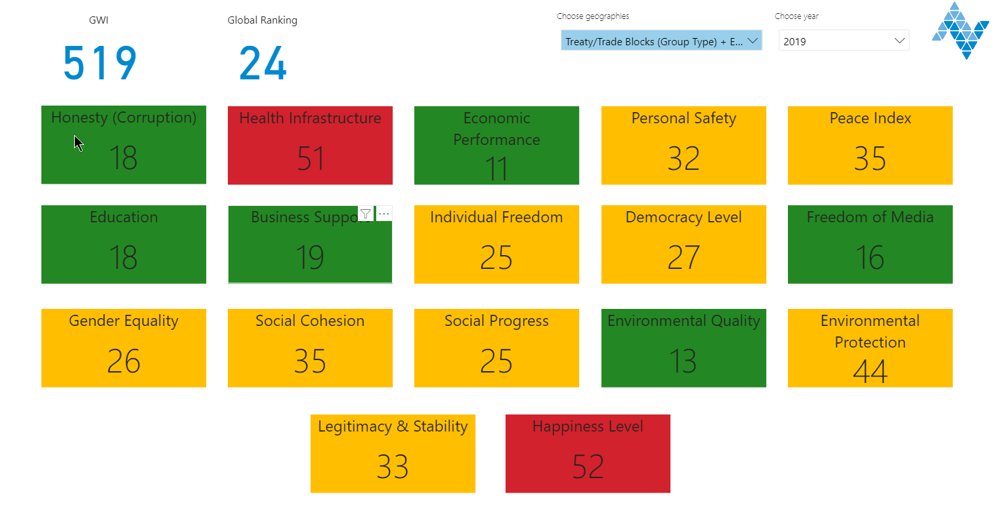 GWI
Global Ranking
Choose geographies
Choose year
519
24
Treaty/Trade Blocks (Group Type) + E...
2019
Honesty (Corruption)
18
Health Infrastructure
51
Economic
Performance
11
Personal Safety
32
Peace Index
35
Education
18
Business Suppor
19
Individual Freedom
25
Democracy Level
27
Freedom of Media
16
Gender Equality
26
Social Cohesion
35
Social Progress
25
Environmental Quality
13
Environmental
Protection
44
Legitimacy & Stability
33
Happiness Level
52